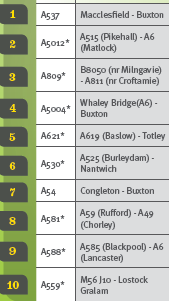 1 A537 Macclesfield - Buxton
2 A5012* A515 (Pikehall) - A6
(Matlock)
3 A809* B8050 (nr Milngavie)
- A811 (nr Croftamie)
4 A5004* Whaley Bridge(A6) -
Buxton
5 A621* A619 (Baslow) - Totley
6 A530* A525 (Burleydam) -
Nantwich
7 A54 Congleton - Buxton
8 A581* A59 (Rufford) - A49
(Chorley)
9 A588* A585 (Blackpool) - A6
(Lancaster)
10 A559* M56 J10 - Lostock
Gralam